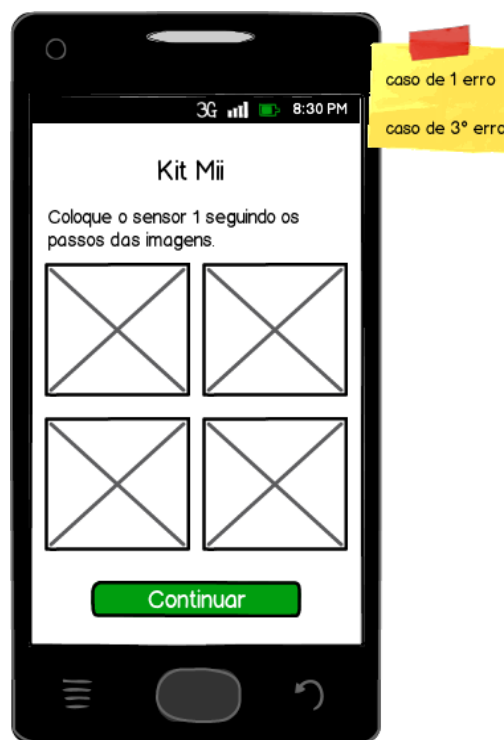 3G 8:30 PM
Kit Mii
Coloque o sensor 1 seguindo os
passos das imagens.
Continuar
caso de 1 erro
caso de 3° erro